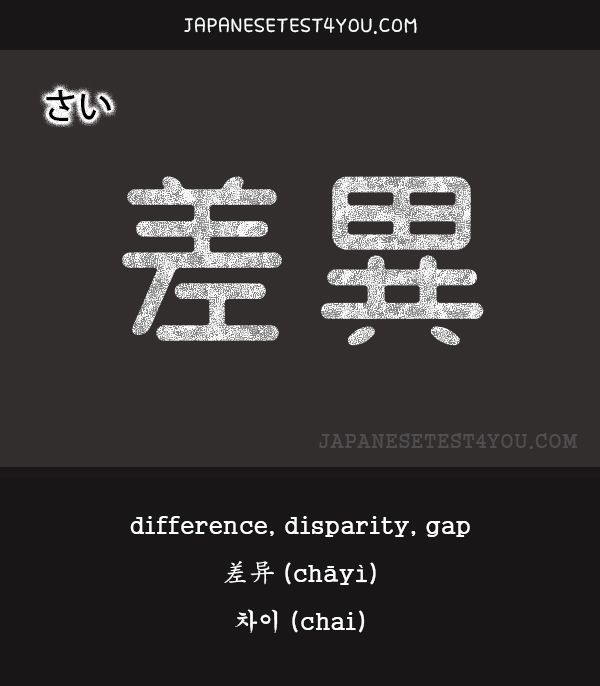 JAPANESETEST4YOU.COM
さい
差異
JAPANESETEST4YOU.COM
difference, disparity, gap
差异 (chāyì)
차이 (chai)